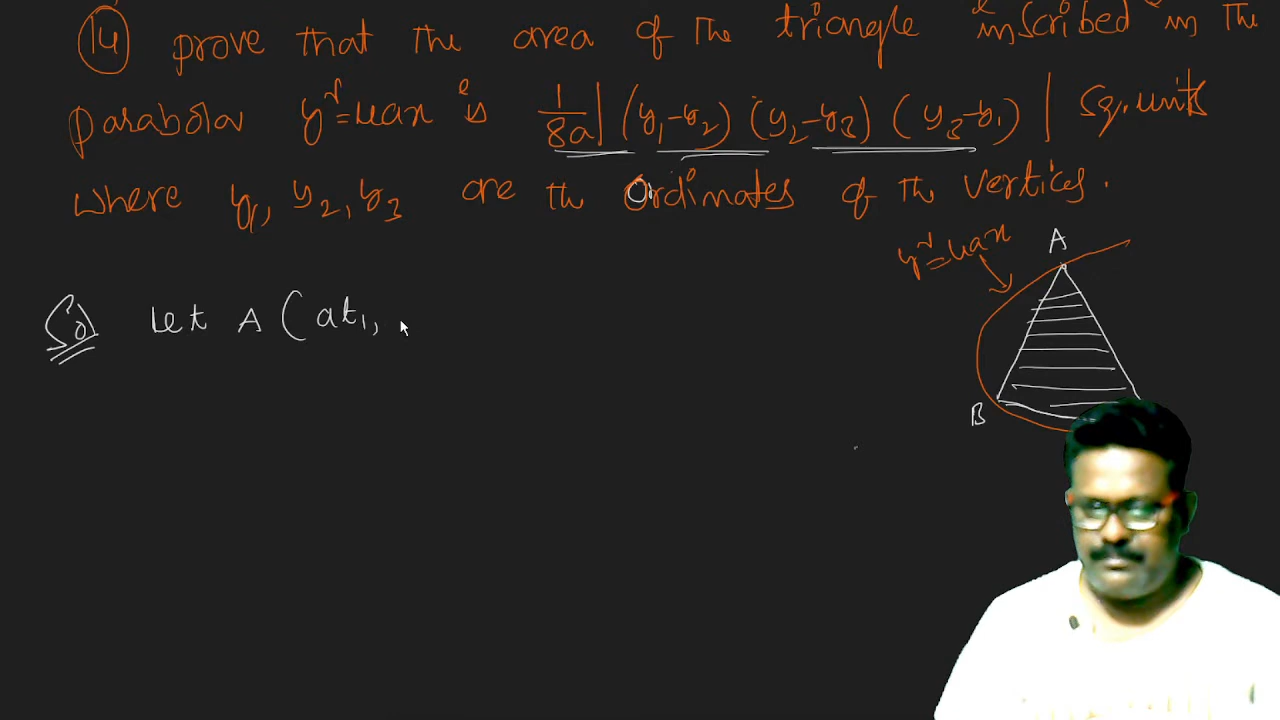 14 prove that the area of the triangle inscribed in the
parabola y²=4ax is 1/8a |(y₁-y₂) (y₂-y₃) (y₃-y₁)| Sq.units
where y₁, y₂, y₃ are the Ordinates of the vertices.
y²=4ax
A
Sol Let A (at₁,
B